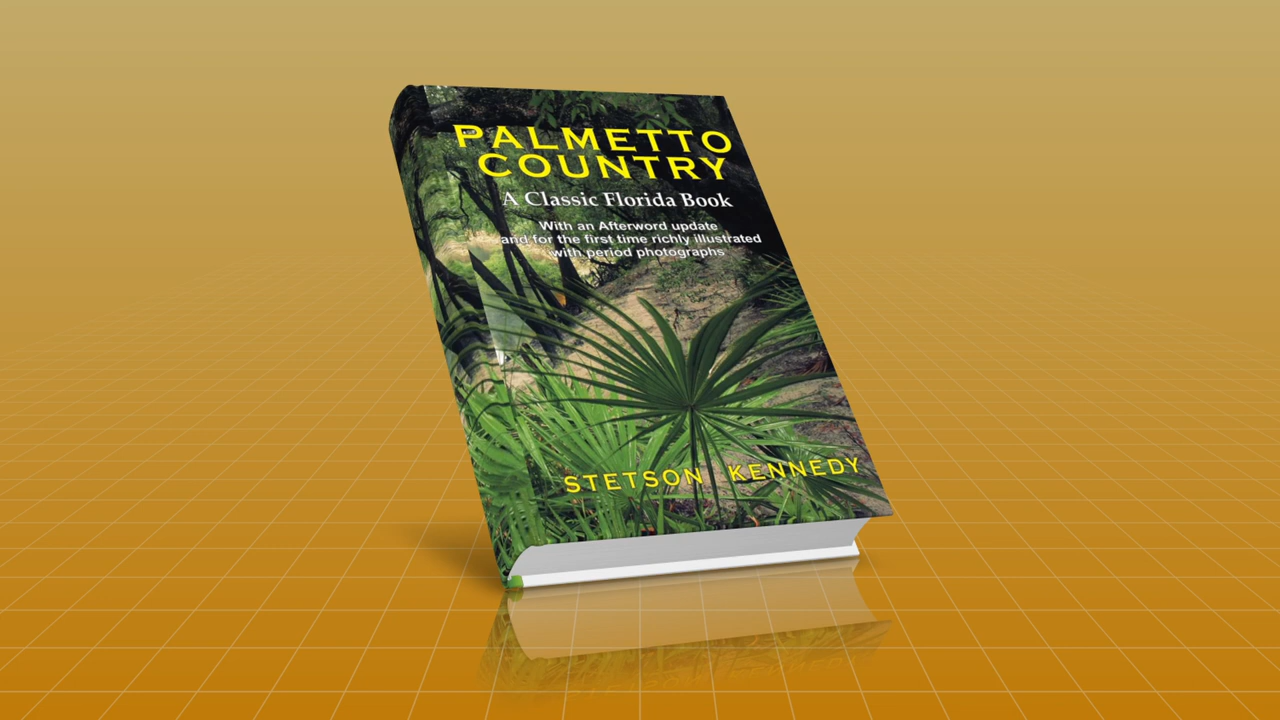 PALMETTO
COUNTRY
A Classic Florida Book
With an Afterword update
and for the first time richly illustrated
with period photographs
STETSON KENNEDY